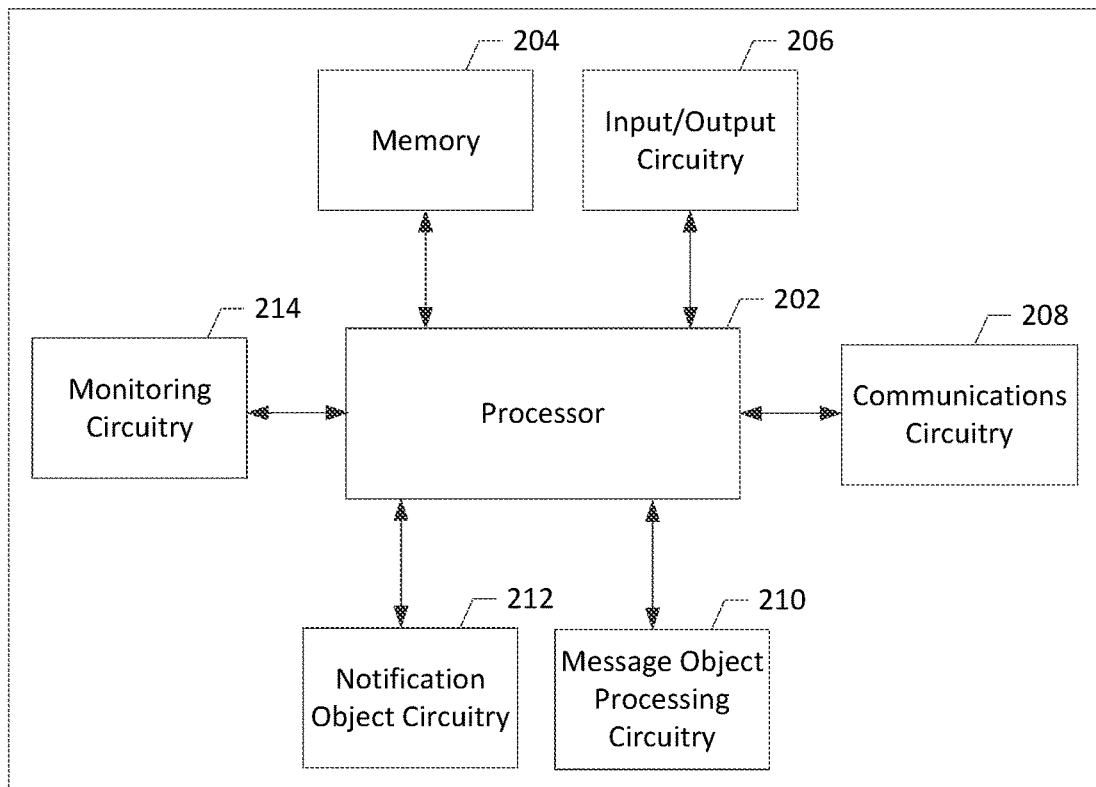 204
Memory
206
Input/Output
Circuitry
202
Processor
214
Monitoring
Circuitry
208
Communications
Circuitry
212
Notification
Object Circuitry
210
Message Object
Processing
Circuitry